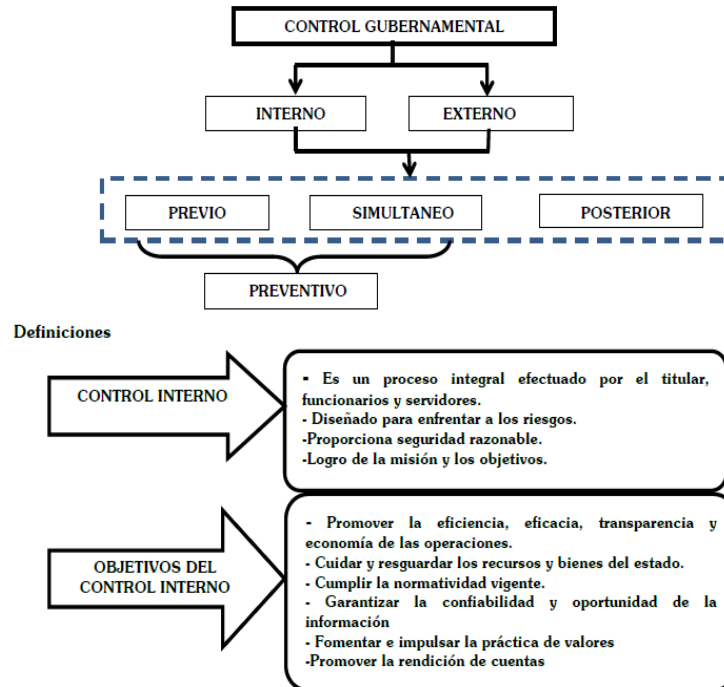 CONTROL GUBERNAMENTAL
INTERNO
EXTERNO
PREVIO
SIMULTANEO
POSTERIOR
PREVENTIVO
Definiciones
CONTROL INTERNO
- Es un proceso integral efectuado por el titular,
funcionarios y servidores.
- Diseñado para enfrentar a los riesgos.
-Proporciona seguridad razonable.
-Logro de la misión y los objetivos.
OBJETIVOS DEL
CONTROL INTERNO
- Promover la eficiencia, eficacia, transparencia y
economía de las operaciones.
- Cuidar y resguardar los recursos y bienes del estado.
- Cumplir la normatividad vigente.
- Garantizar la confiabilidad y oportunidad de la
información
- Fomentar e impulsar la práctica de valores
-Promover la rendición de cuentas